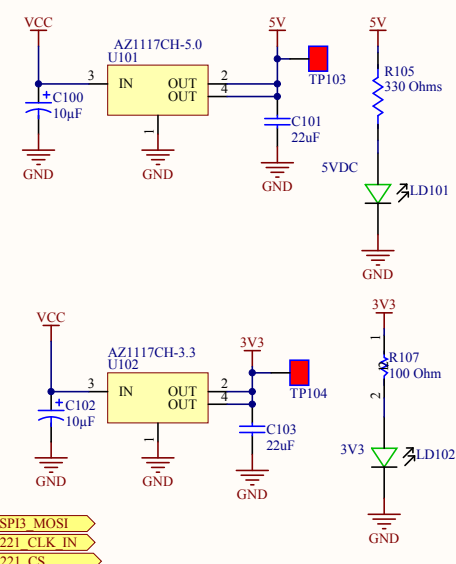 VCC
AZ1117CH-5.0
U101
3
IN
OUT
OUT
2
4
1
+
C100
10µF
GND
GND
5V
TP103
C101
22uF
GND
5V
R105
330 Ohms
5VDC
LD101
GND
VCC
AZ1117CH-3.3
U102
3
IN
OUT
OUT
2
4
1
+
C102
10µF
GND
GND
3V3
TP104
C103
22uF
GND
3V3
1
R107
100 Ohm
2
3V3
LD102
GND
SPI3_MOSI
221_CLK_IN
221_CS